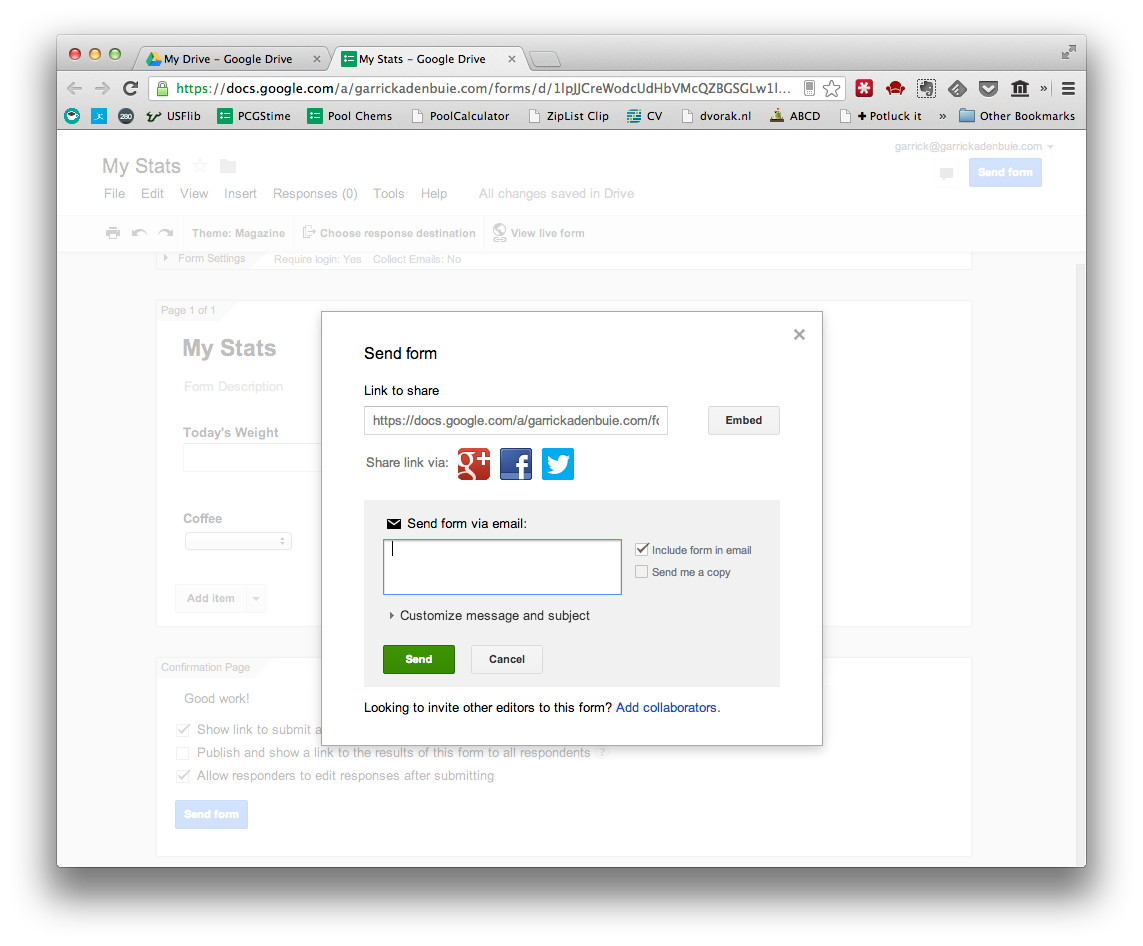 My Drive – Google Drive
My Stats – Google Drive
https://docs.google.com/a/garrickadenbuie.com/forms/d/
280
USFlib
PCGStime
Pool Chems
PoolCalculator
ZipList Clip
CV
dvorak.nl
ABCD
+ Potluck it
»
Other Bookmarks
garrick@garrickadenbuie.com
My Stats
Send form
File Edit View Insert Responses (0) Tools Help All changes saved in Drive
Theme: Magazine Choose response destination View live form
Form Settings Require login: Yes Collect Emails: No
Page 1 of 1
My Stats
Form Description
Today's Weight
Coffee
Add item
Send form
Link to share
https://docs.google.com/a/garrickadenbuie.com/fo
Embed
Share link via: g+ f
Send form via email:
Include form in email
Send me a copy
Customize message and subject
Send Cancel
Looking to invite other editors to this form? Add collaborators.
Confirmation Page
Good work!
Show link to submit a
Publish and show a link to the results of this form to all respondents ?
Allow responders to edit responses after submitting
Send form